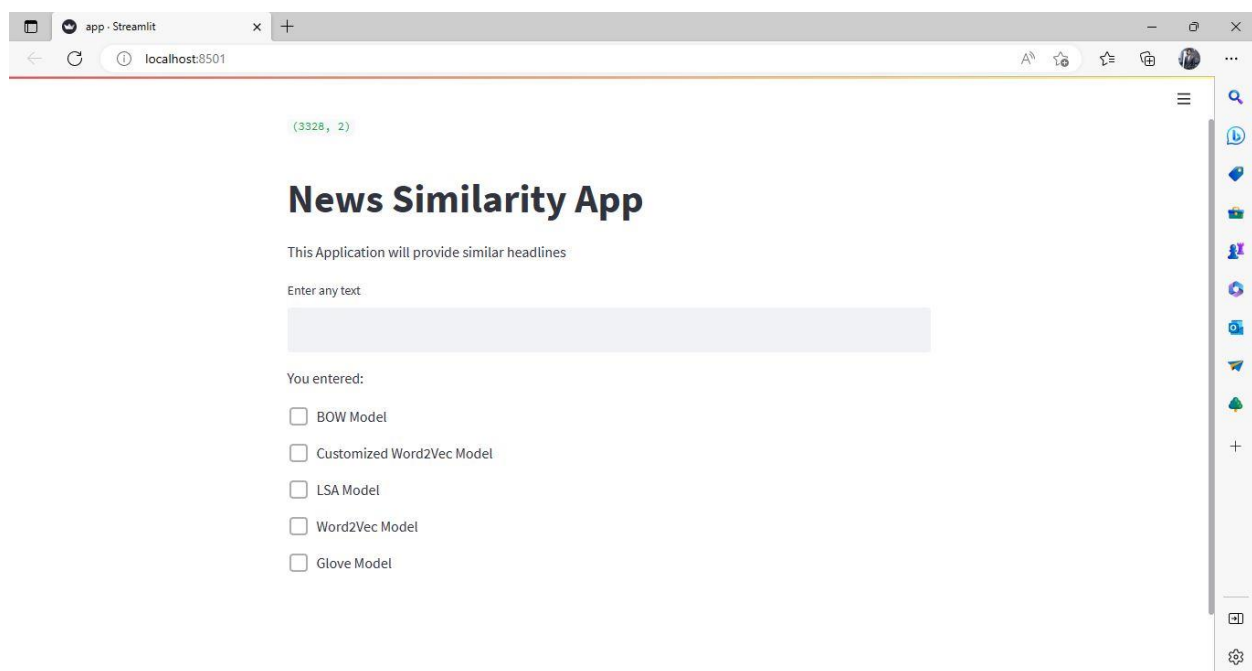 app · Streamlit
localhost:8501
(3328, 2)
News Similarity App
This Application will provide similar headlines
Enter any text
You entered:
BOW Model
Customized Word2Vec Model
LSA Model
Word2Vec Model
Glove Model